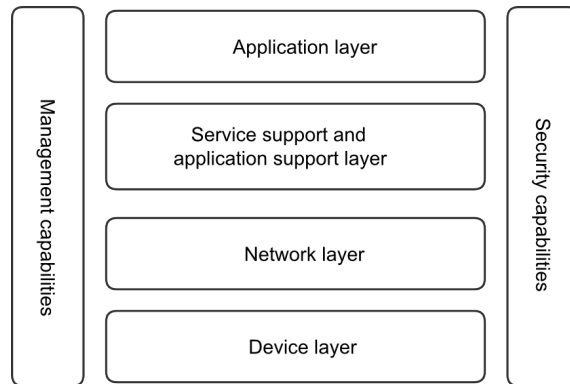 Management capabilities
Application layer
Service support and
application support layer
Network layer
Device layer
Security capabilities